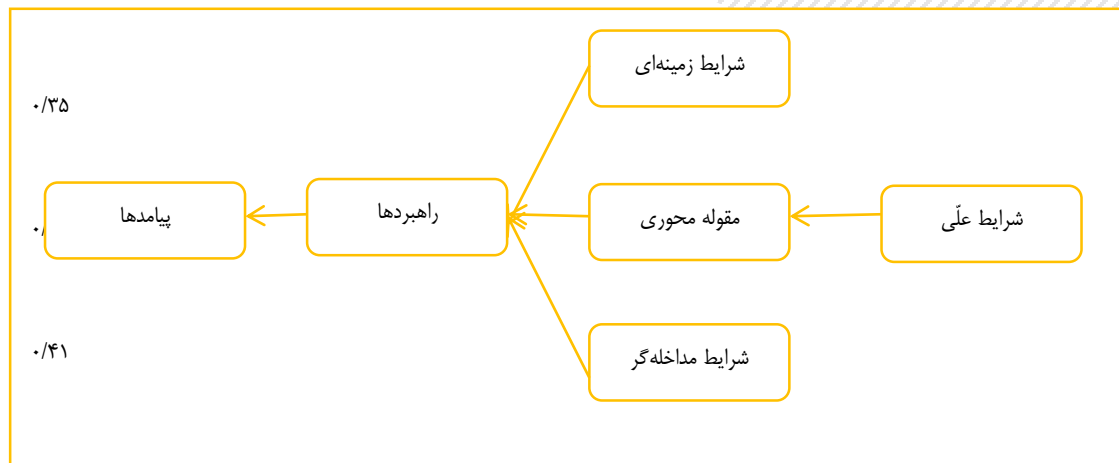 شرایط زمینه‌ای
۰/۳۵
شرایط علّی
مقوله محوری
راهبردها
پیامدها
شرایط مداخله‌گر
۰/۴۱